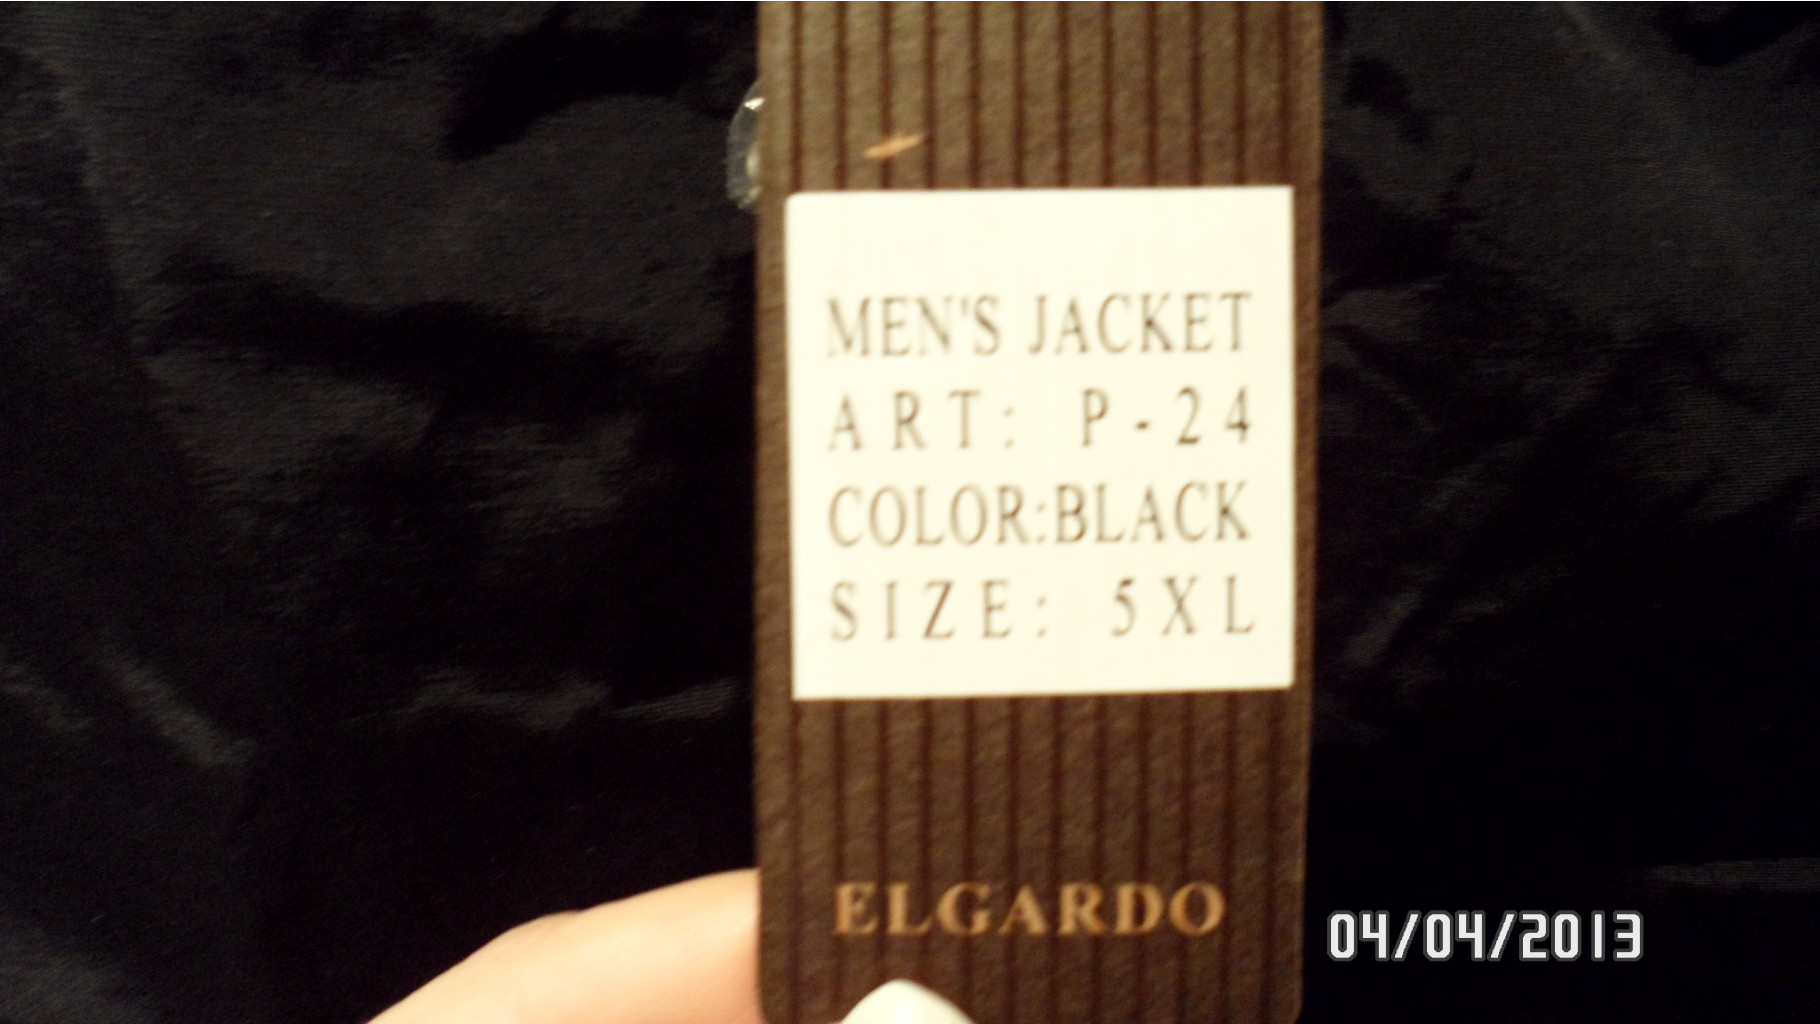 MEN'S JACKET
ART: P-24
COLOR:BLACK
SIZE: 5XL
ELGARDO
04/04/2013